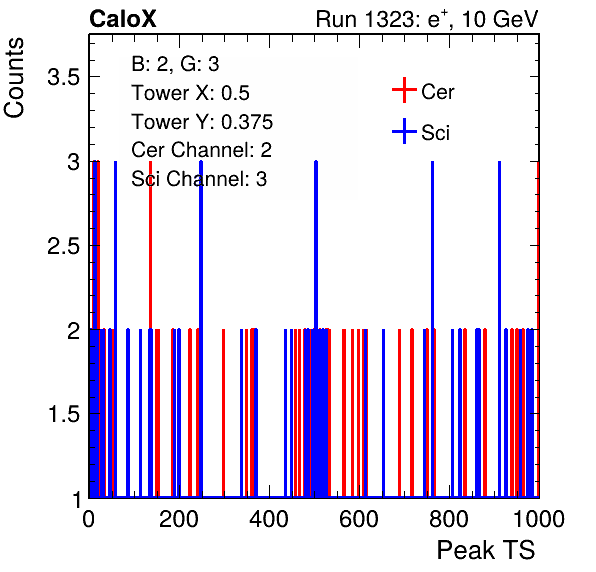 CaloX Run 1323: e⁺, 10 GeV
Counts
B: 2, G: 3
Tower X: 0.5
Tower Y: 0.375
Cer Channel: 2
Sci Channel: 3
Cer
Sci
3.5
3
2.5
2
1.5
1
0 200 400 600 800 1000
Peak TS